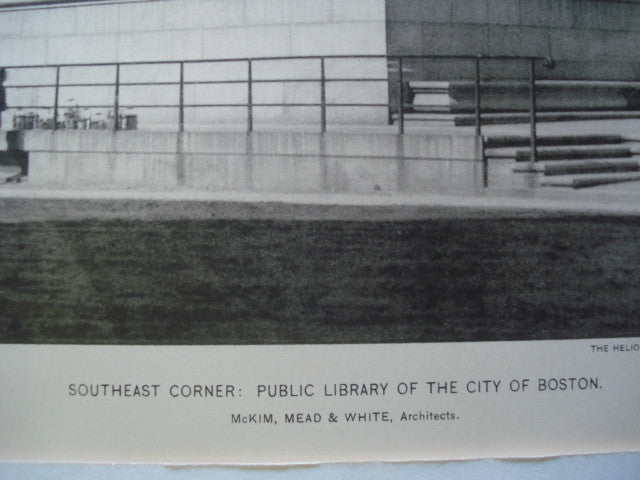 THE HELIO
SOUTHEAST CORNER: PUBLIC LIBRARY OF THE CITY OF BOSTON.
McKIM, MEAD & WHITE, Architects.